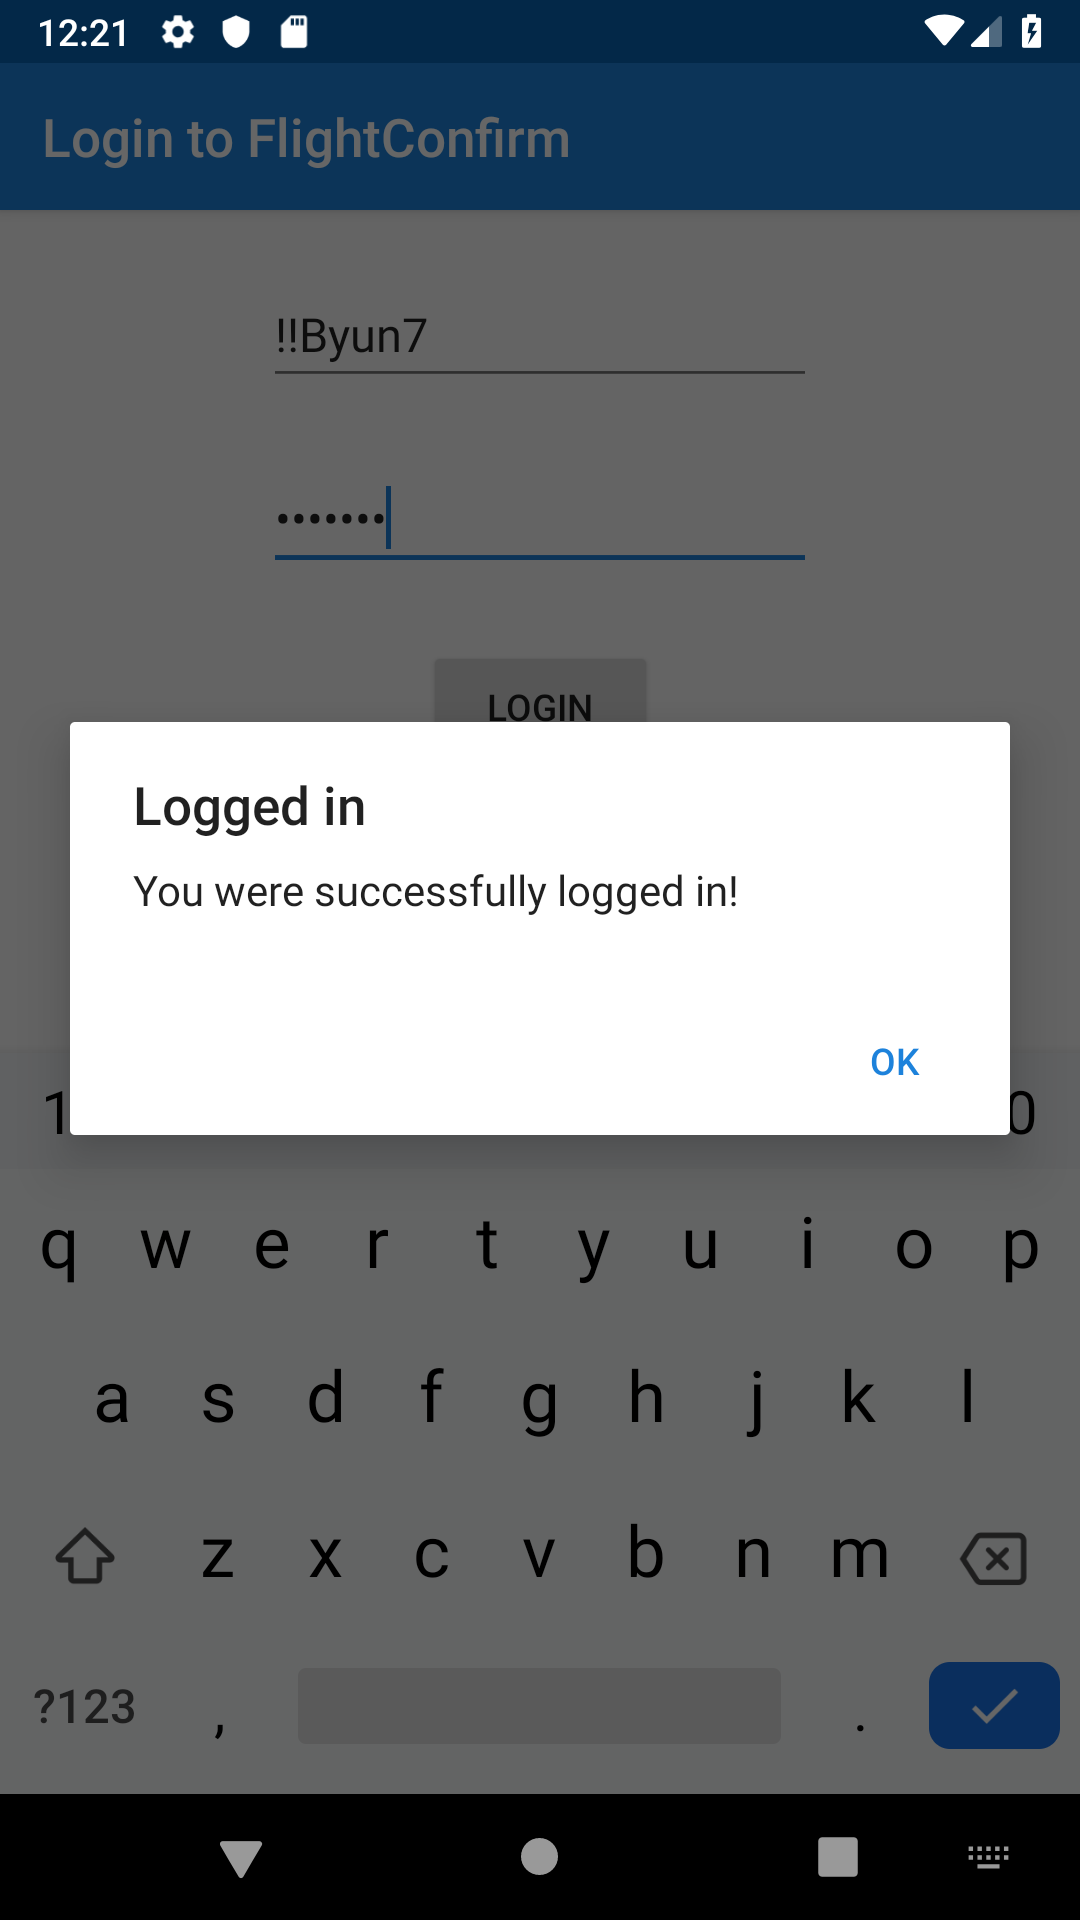 12:21
Login to FlightConfirm
!!Byun7
•••••••
LOGIN
Logged in
You were successfully logged in!
OK
1 0
q w e r t y u i o p
a s d f g h j k l
z x c v b n m
?123 , .